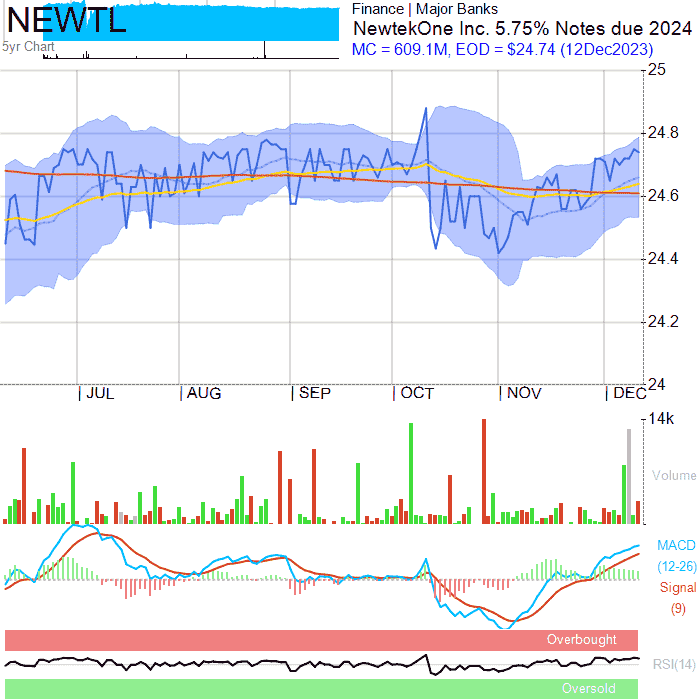 NEWTL
5yr Chart
Finance | Major Banks
NewtekOne Inc. 5.75% Notes due 2024
MC = 609.1M, EOD = $24.74 (12Dec2023)
25
24.8
24.6
24.4
24.2
24
JUL AUG SEP OCT NOV DEC
14k
Volume
MACD
(12-26)
Signal
(9)
Overbought
RSI(14)
Oversold